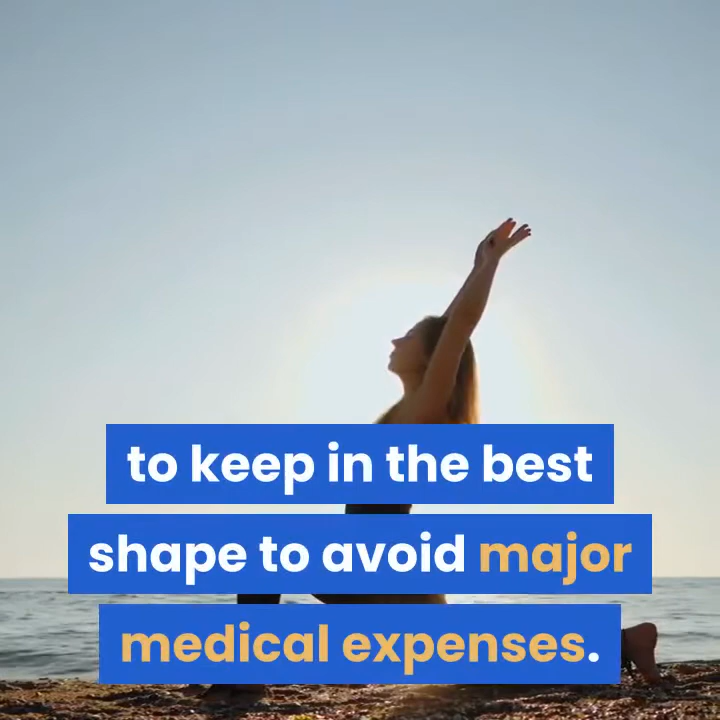 to keep in the best
shape to avoid major
medical expenses.